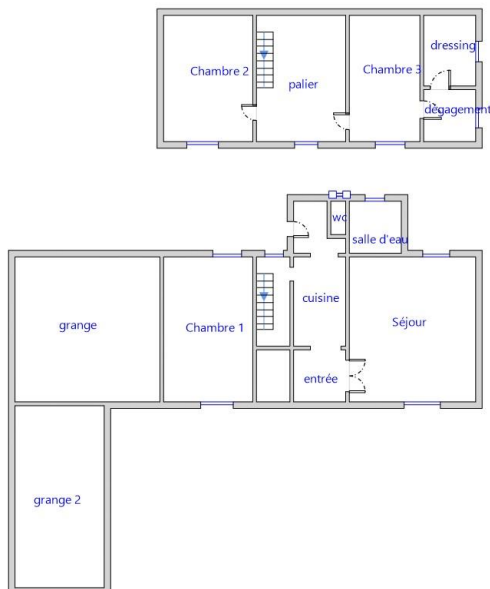 dressing
Chambre 2
Chambre 3
palier
dégagement
wc
salle d'eau
cuisine
grange
Chambre 1
Séjour
entrée
grange 2